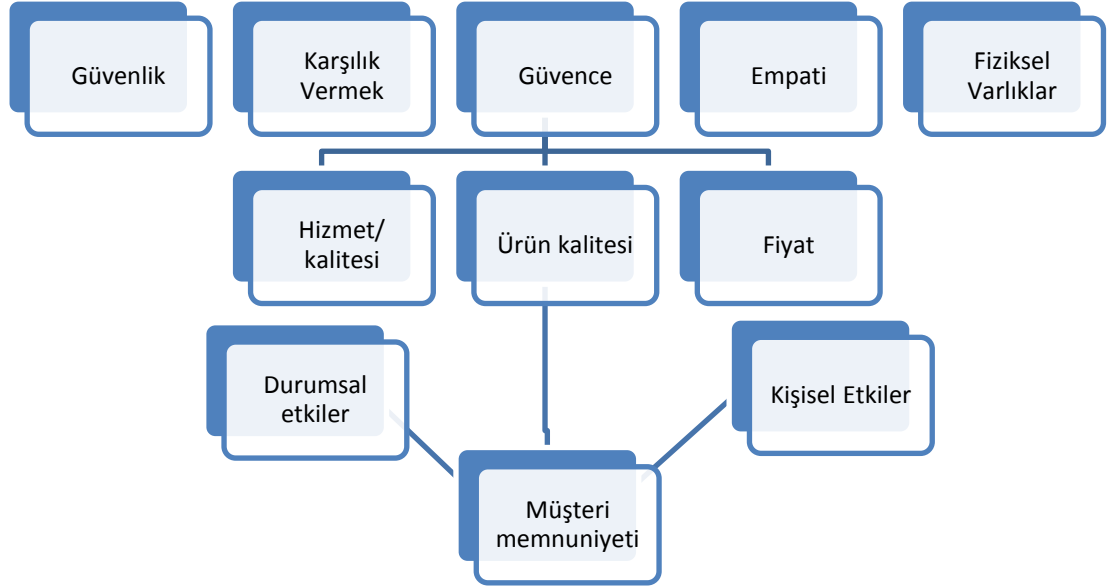 Güvenlik
Karşılık
Vermek
Güvence
Empati
Fiziksel
Varlıklar
Hizmet/
kalitesi
Ürün kalitesi
Fiyat
Durumsal
etkiler
Kişisel Etkiler
Müşteri
memnuniyeti